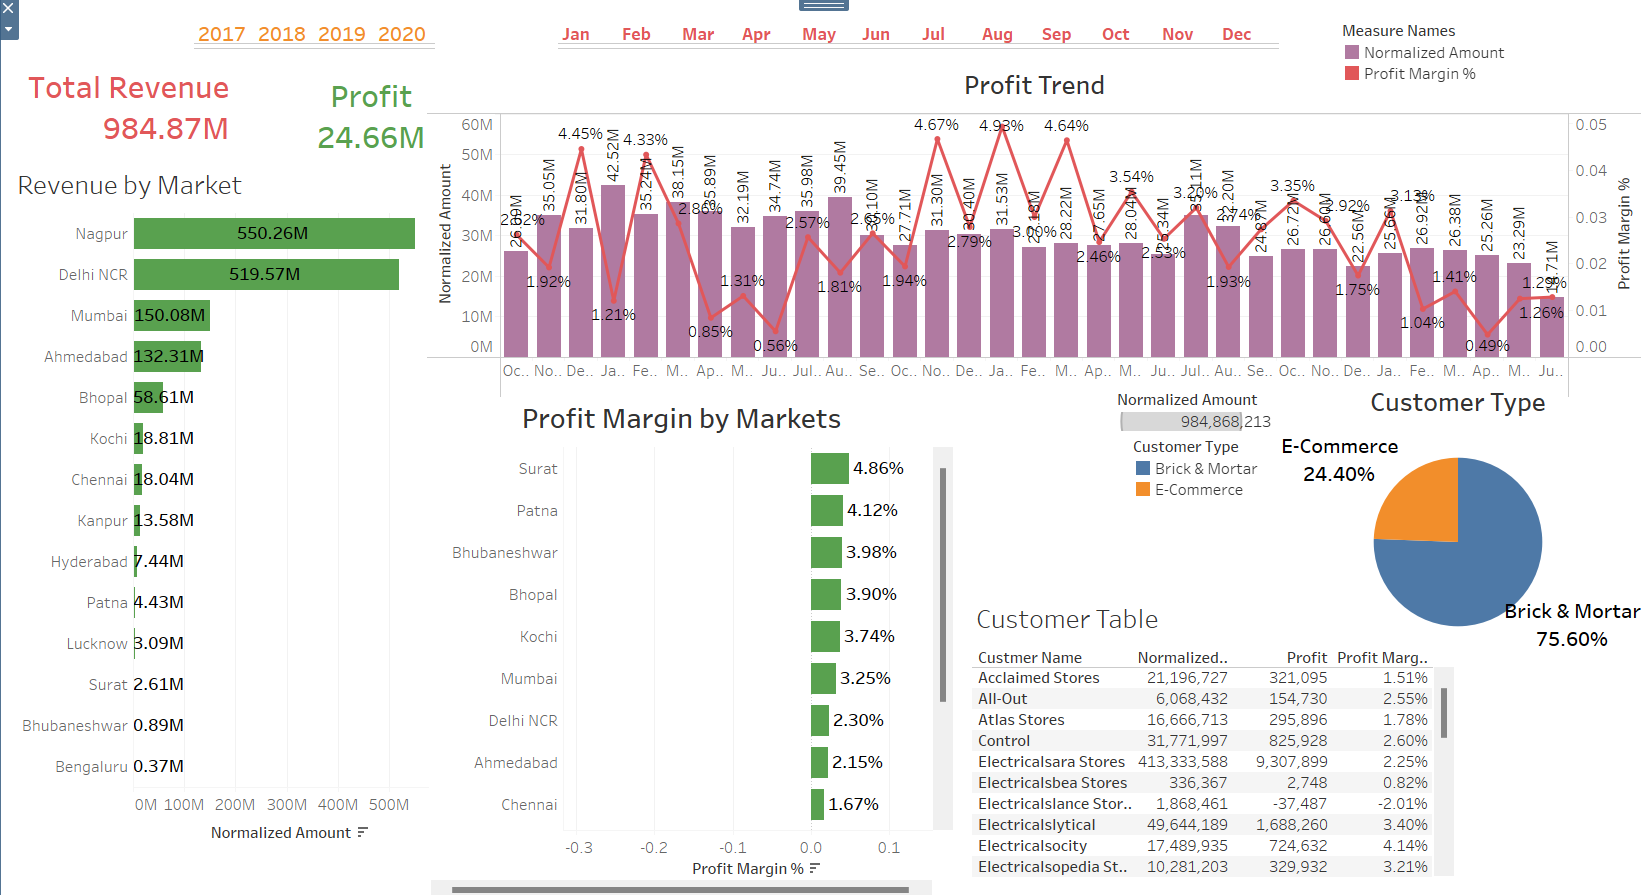 2017 2018 2019 2020
Jan Feb Mar Apr May Jun Jul Aug Sep Oct Nov Dec
Measure Names
Normalized Amount
Profit Margin %
Total Revenue
984.87M
Profit
24.66M
Revenue by Market
Nagpur 550.26M
Delhi NCR 519.57M
Mumbai 150.08M
Ahmedabad 132.31M
Bhopal 58.61M
Kochi 18.81M
Chennai 18.04M
Kanpur 13.58M
Hyderabad 7.44M
Patna 4.43M
Lucknow 3.09M
Surat 2.61M
Bhubaneshwar 0.89M
Bengaluru 0.37M
0M 100M 200M 300M 400M 500M
Normalized Amount
Profit Trend
Normalized Amount
60M
50M
40M
30M
20M
10M
0M
35.05M 31.80M 42.52M 35.24M 38.15M 35.89M 32.19M 34.74M 35.98M 39.45M 30.10M 27.71M 31.30M 30.40M 31.53M 27.18M 28.22M 27.65M 28.04M 25.34M 24.87M 26.72M 26.60M 22.56M 25.66M 26.92M 26.38M 25.26M 23.29M
1.92% 4.45% 1.21% 4.33% 2.86% 0.85% 1.31% 0.56% 2.57% 1.81% 2.65% 1.94% 4.67% 2.79% 4.93% 3.00% 4.64% 2.46% 3.54% 2.33% 3.20% 1.93% 2.74% 3.35% 2.92% 1.75% 3.13% 1.04% 1.41% 0.49% 1.26% 1.29%
Oc.. No.. De.. Ja.. Fe.. M.. Ap.. M.. Ju.. Jul.. Au.. Se.. Oc.. No.. De.. Ja.. Fe.. M.. Ap.. M.. Ju.. Jul.. Au.. Se.. Oc.. No.. De.. Ja.. Fe.. M.. Ap.. M.. Ju..
0.05
0.04
0.03
0.02
0.01
0.00
Profit Margin %
Profit Margin by Markets
Surat 4.86%
Patna 4.12%
Bhubaneshwar 3.98%
Bhopal 3.90%
Kochi 3.74%
Mumbai 3.25%
Delhi NCR 2.30%
Ahmedabad 2.15%
Chennai 1.67%
-0.3 -0.2 -0.1 0.0 0.1
Profit Margin %
Normalized Amount
984,868,213
Customer Type
Brick & Mortar
E-Commerce
Customer Type
E-Commerce
24.40%
Brick & Mortar
75.60%
Customer Table
Custmer Name Normalized.. Profit Profit Marg..
Acclaimed Stores 21,196,727 321,095 1.51%
All-Out 6,068,432 154,730 2.55%
Atlas Stores 16,666,713 295,896 1.78%
Control 31,771,997 825,928 2.60%
Electricalsara Stores 413,333,588 9,307,899 2.25%
Electricalsbea Stores 336,367 2,748 0.82%
Electricalslance Stor.. 1,868,461 -37,487 -2.01%
Electricalslytical 49,644,189 1,688,260 3.40%
Electricalsocity 17,489,935 724,632 4.14%
Electricalsopedia St.. 10,281,203 329,932 3.21%